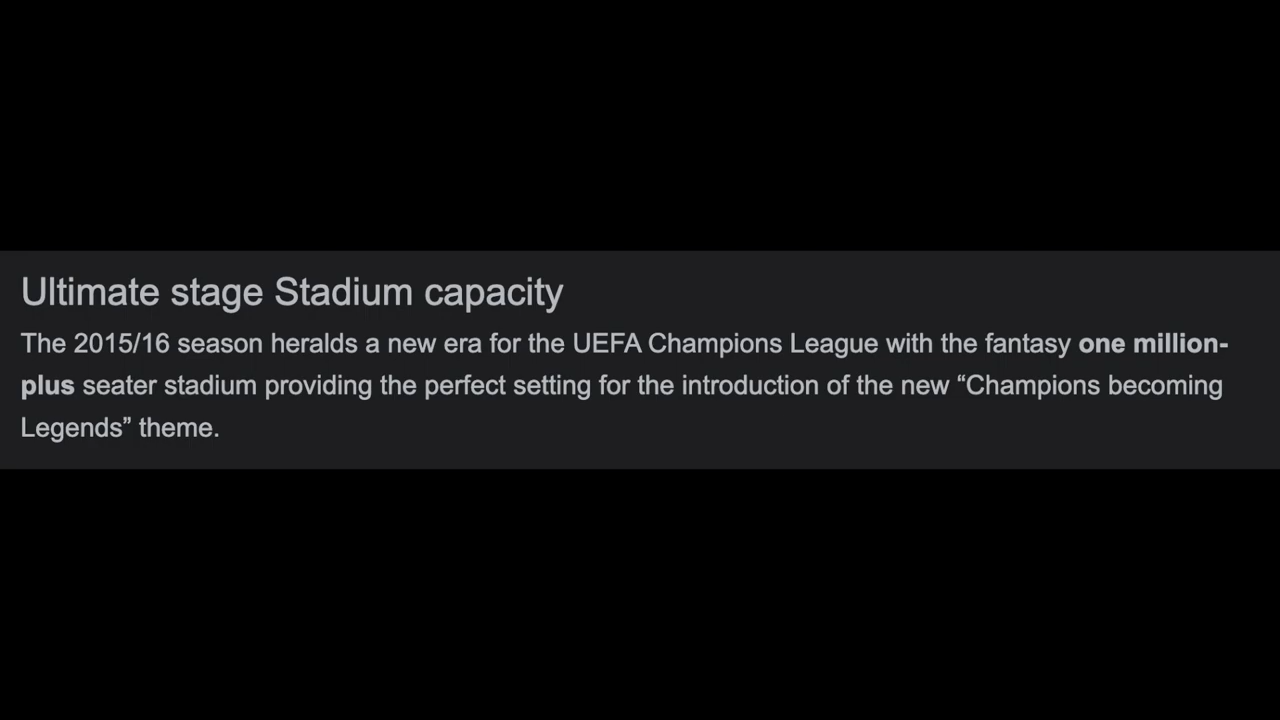 Ultimate stage Stadium capacity
The 2015/16 season heralds a new era for the UEFA Champions League with the fantasy one million-
plus seater stadium providing the perfect setting for the introduction of the new “Champions becoming
Legends” theme.